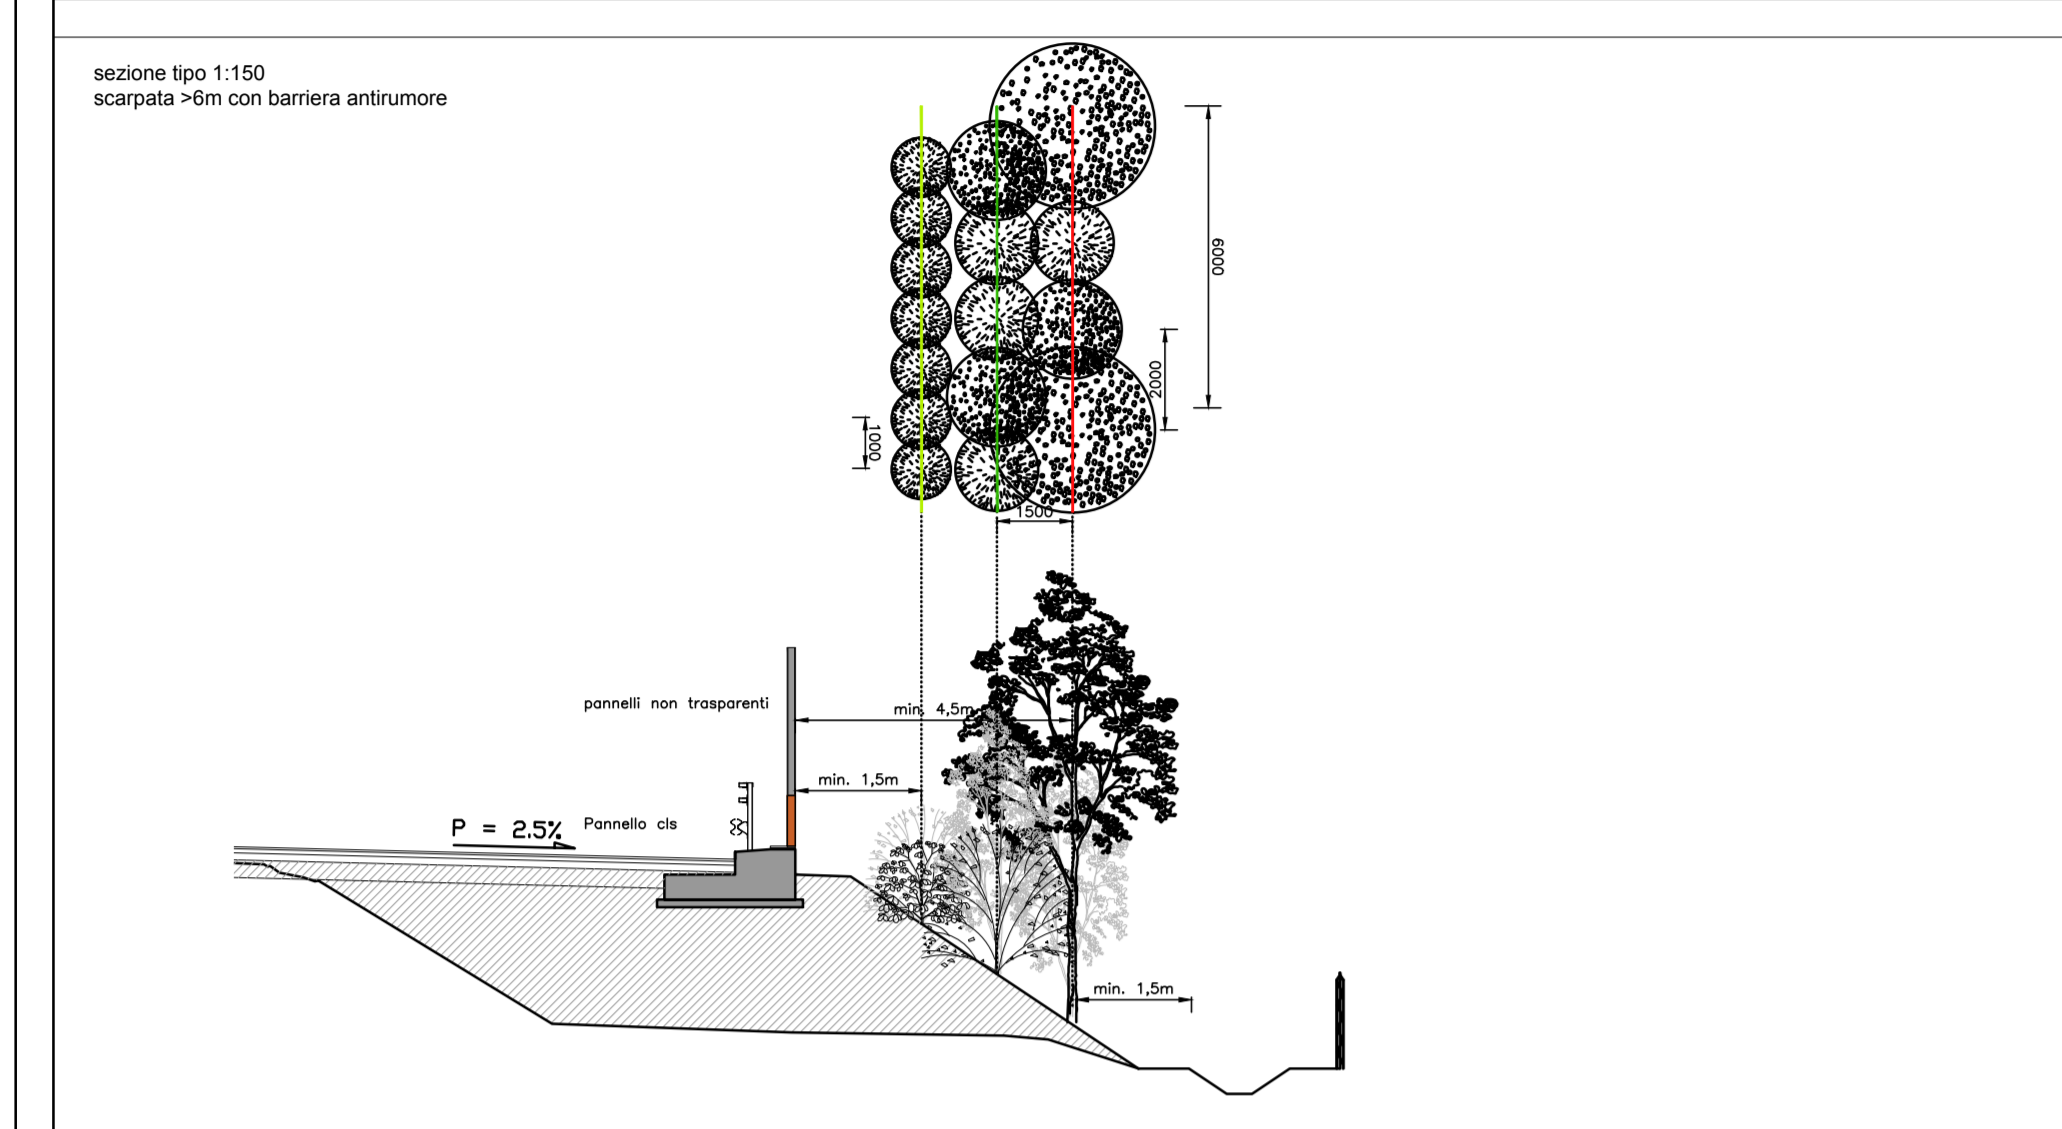 sezione tipo 1:150
scarpata >6m con barriera antirumore
6000
2000
1000
1500
pannelli non trasparenti
min. 4,5m
min. 1,5m
P = 2.5%
Pannello cls
min. 1,5m